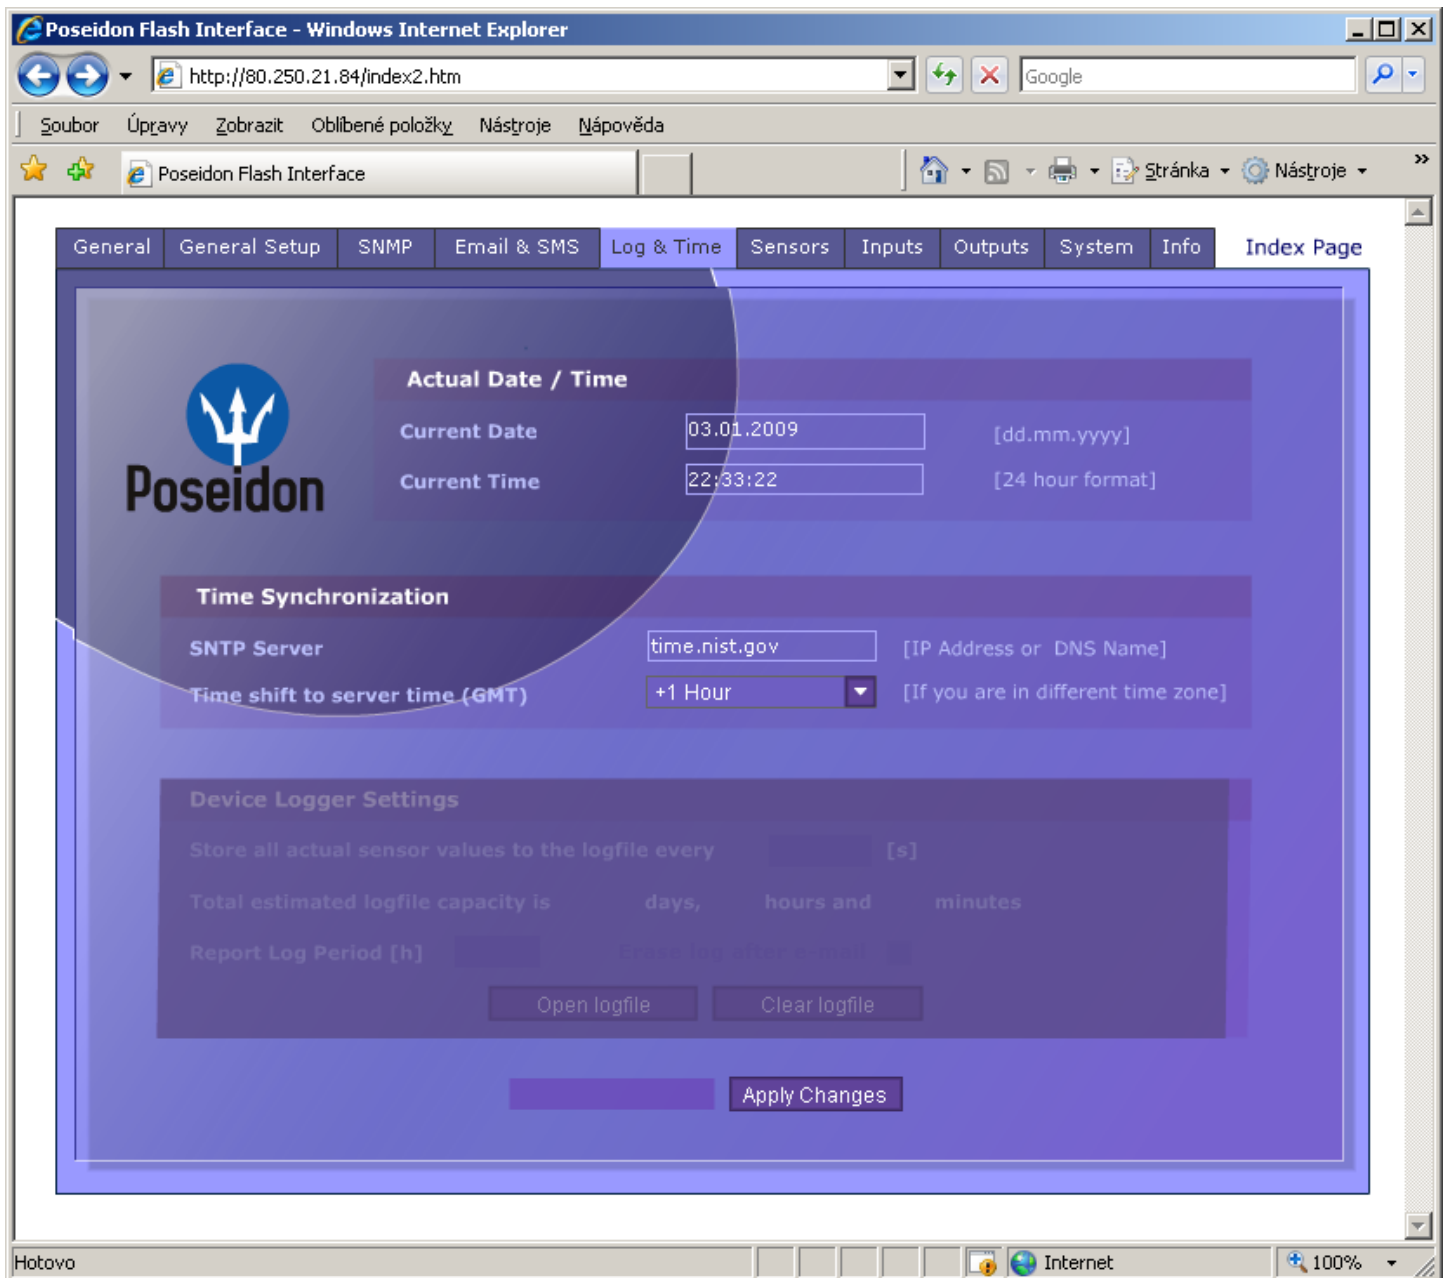 Poseidon Flash Interface - Windows Internet Explorer
http://80.250.21.84/index2.htm
Google
Soubor Úpravy Zobrazit Oblíbené položky Nástroje Nápověda
Poseidon Flash Interface
Stránka Nástroje »
General General Setup SNMP Email & SMS Log & Time Sensors Inputs Outputs System Info Index Page
Poseidon
Actual Date / Time
Current Date 03.01.2009 [dd.mm.yyyy]
Current Time 22:33:22 [24 hour format]
Time Synchronization
SNTP Server time.nist.gov [IP Address or DNS Name]
Time shift to server time (GMT) +1 Hour [If you are in different time zone]
Device Logger Settings
Store all actual sensor values to the logfile every [s]
Total estimated logfile capacity is days, hours and minutes
Report Log Period [h] Erase log after e-mail
Open logfile Clear logfile
Apply Changes
Hotovo Internet 100%